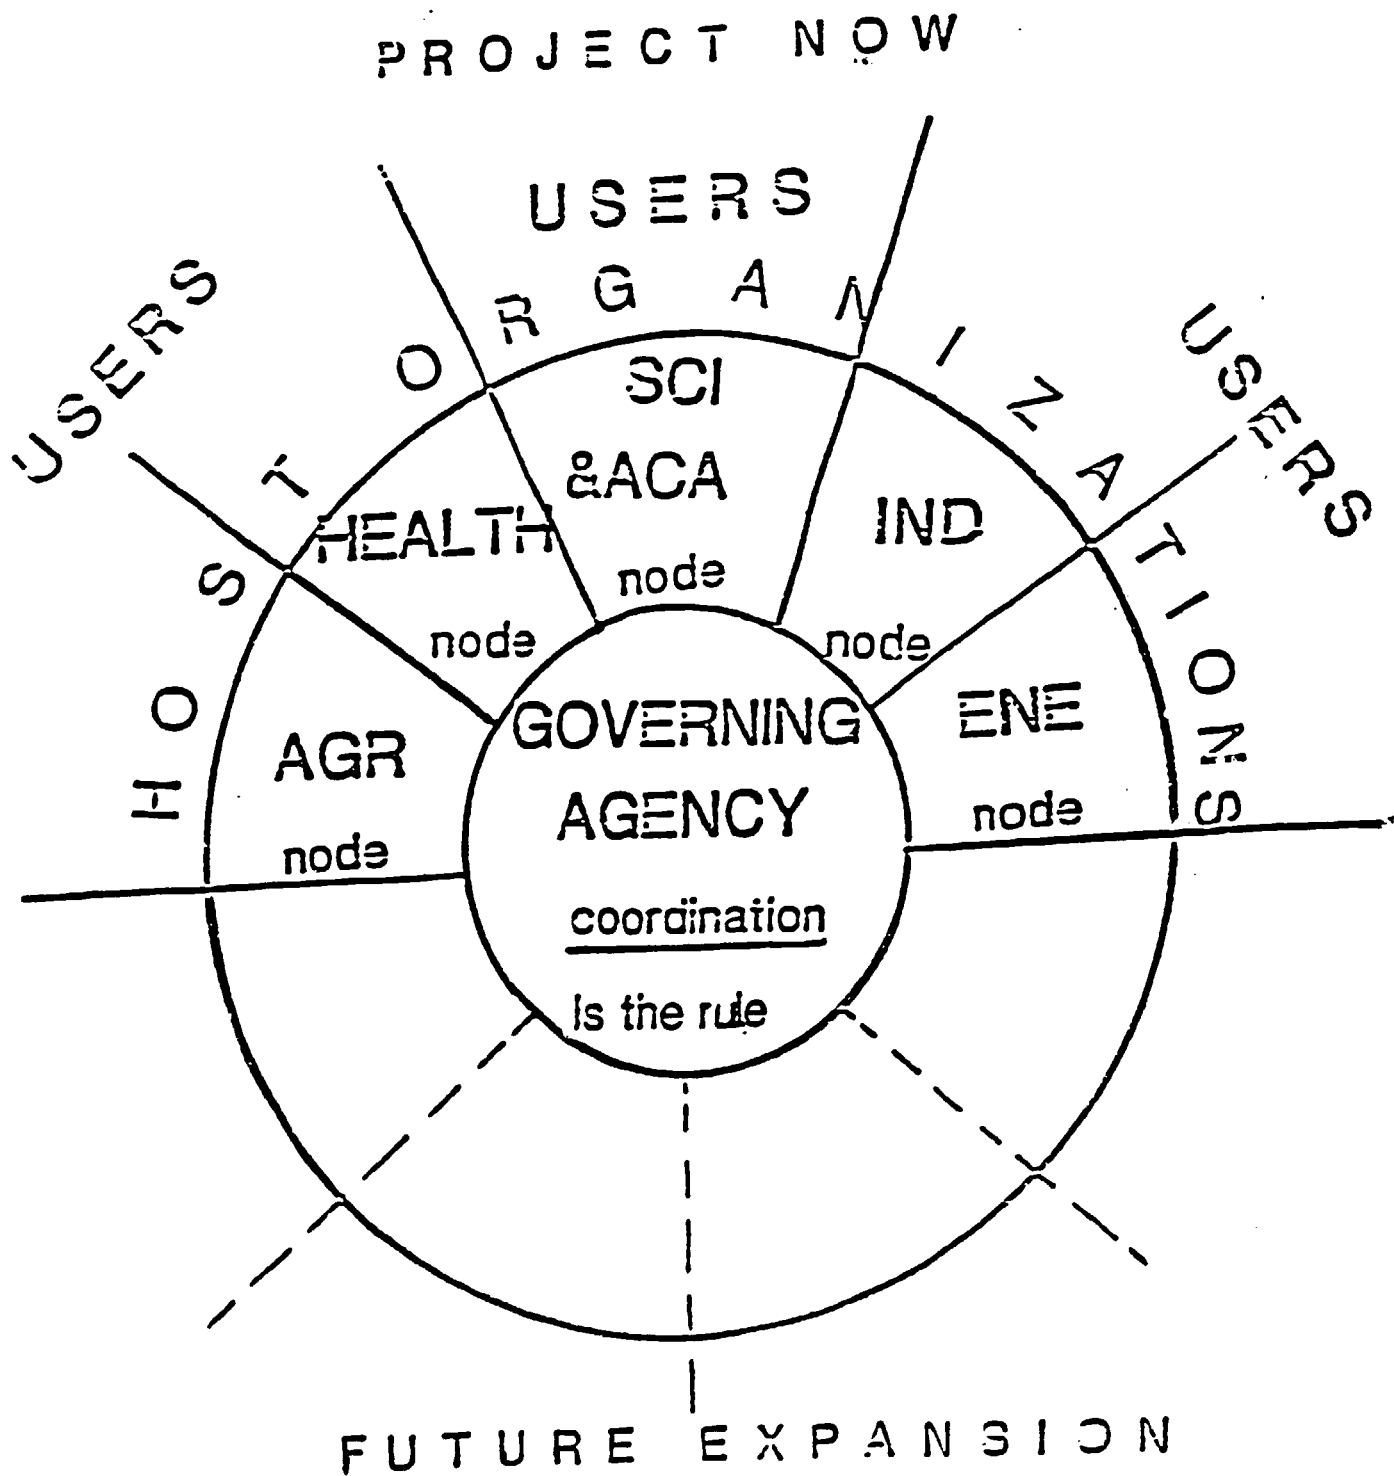 PROJECT NOW
USERS
USERS
USERS
HOST ORGANIZATIONS
SCI
&ACA
node
HEALTH
node
IND
node
AGR
node
ENE
node
GOVERNING
AGENCY
coordination
Is the rule
FUTURE EXPANSION